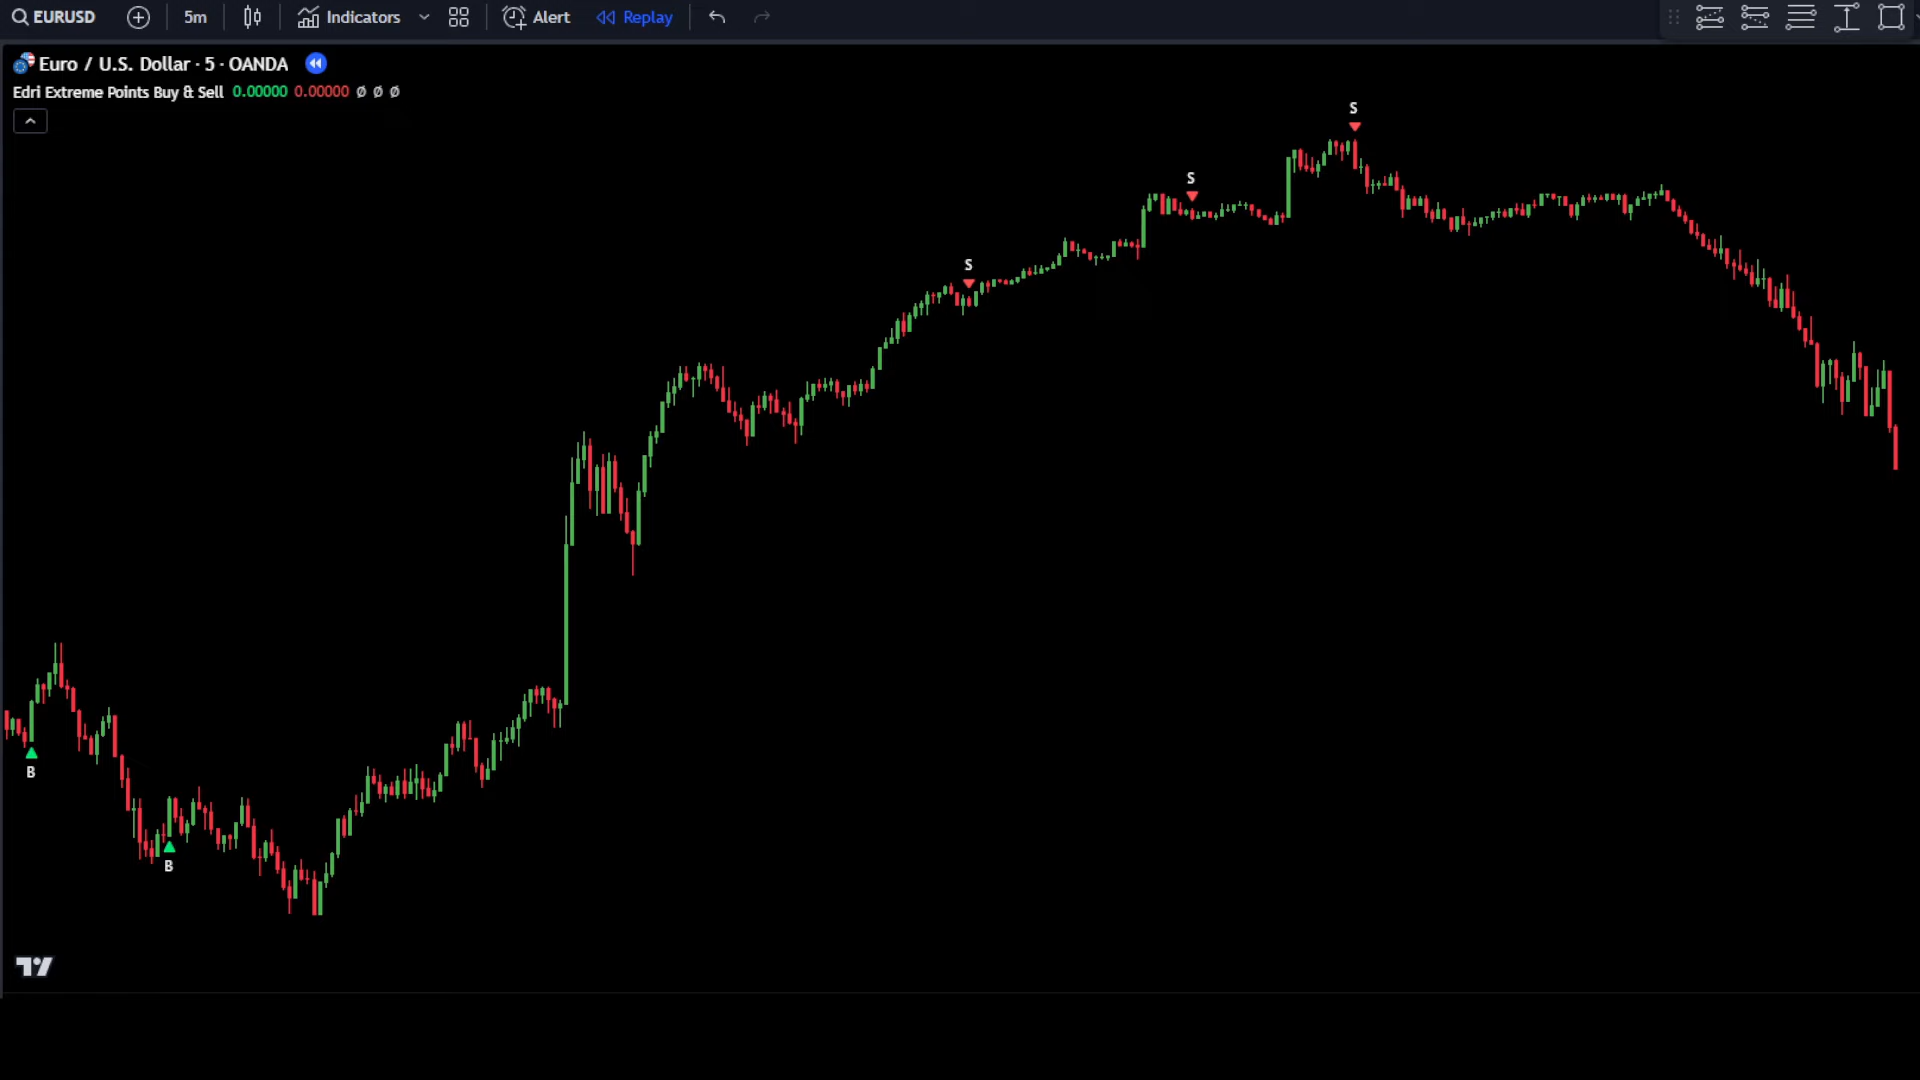 EURUSD 5m Indicators Alert Replay
Euro / U.S. Dollar · 5 · OANDA
Edri Extreme Points Buy & Sell 0.00000 0.00000 Ø Ø Ø
S
S
S
B
B